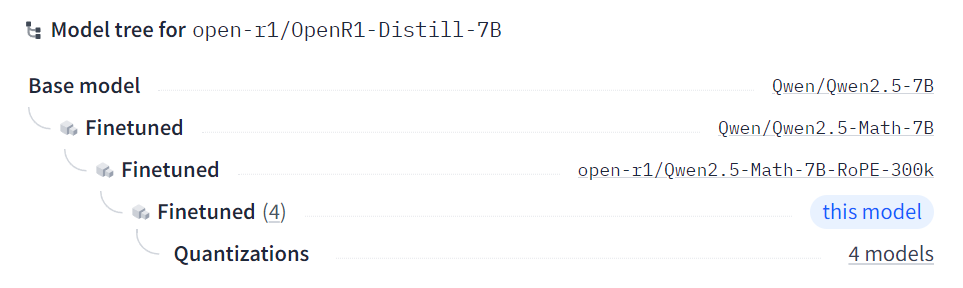 Model tree for open-r1/OpenR1-Distill-7B
Base model Qwen/Qwen2.5-7B
Finetuned Qwen/Qwen2.5-Math-7B
Finetuned open-r1/Qwen2.5-Math-7B-RoPE-300k
Finetuned (4) this model
Quantizations 4 models